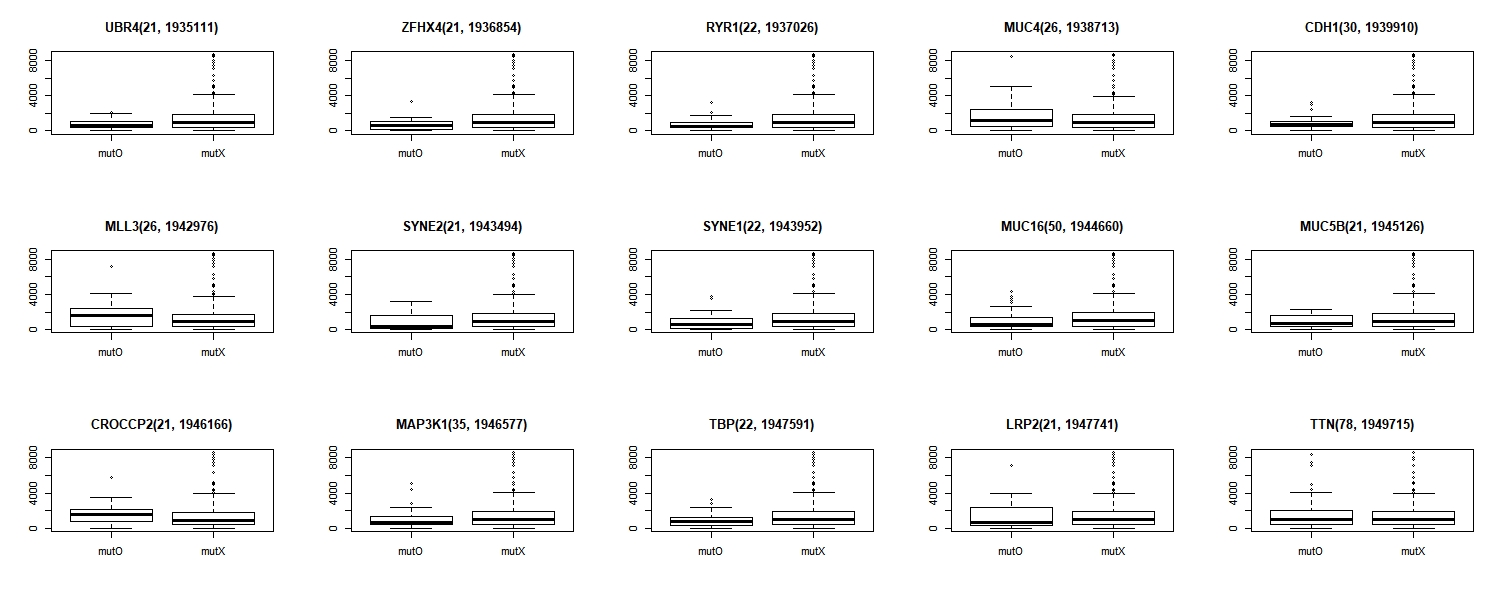 UBR4(21, 1935111)
8000
4000
0
mutO mutX
ZFHX4(21, 1936854)
8000
4000
0
mutO mutX
RYR1(22, 1937026)
8000
4000
0
mutO mutX
MUC4(26, 1938713)
8000
4000
0
mutO mutX
CDH1(30, 1939910)
8000
4000
0
mutO mutX
MLL3(26, 1942976)
8000
4000
0
mutO mutX
SYNE2(21, 1943494)
8000
4000
0
mutO mutX
SYNE1(22, 1943952)
8000
4000
0
mutO mutX
MUC16(50, 1944660)
8000
4000
0
mutO mutX
MUC5B(21, 1945126)
8000
4000
0
mutO mutX
CROCCP2(21, 1946166)
8000
4000
0
mutO mutX
MAP3K1(35, 1946577)
8000
4000
0
mutO mutX
TBP(22, 1947591)
8000
4000
0
mutO mutX
LRP2(21, 1947741)
8000
4000
0
mutO mutX
TTN(78, 1949715)
8000
4000
0
mutO mutX